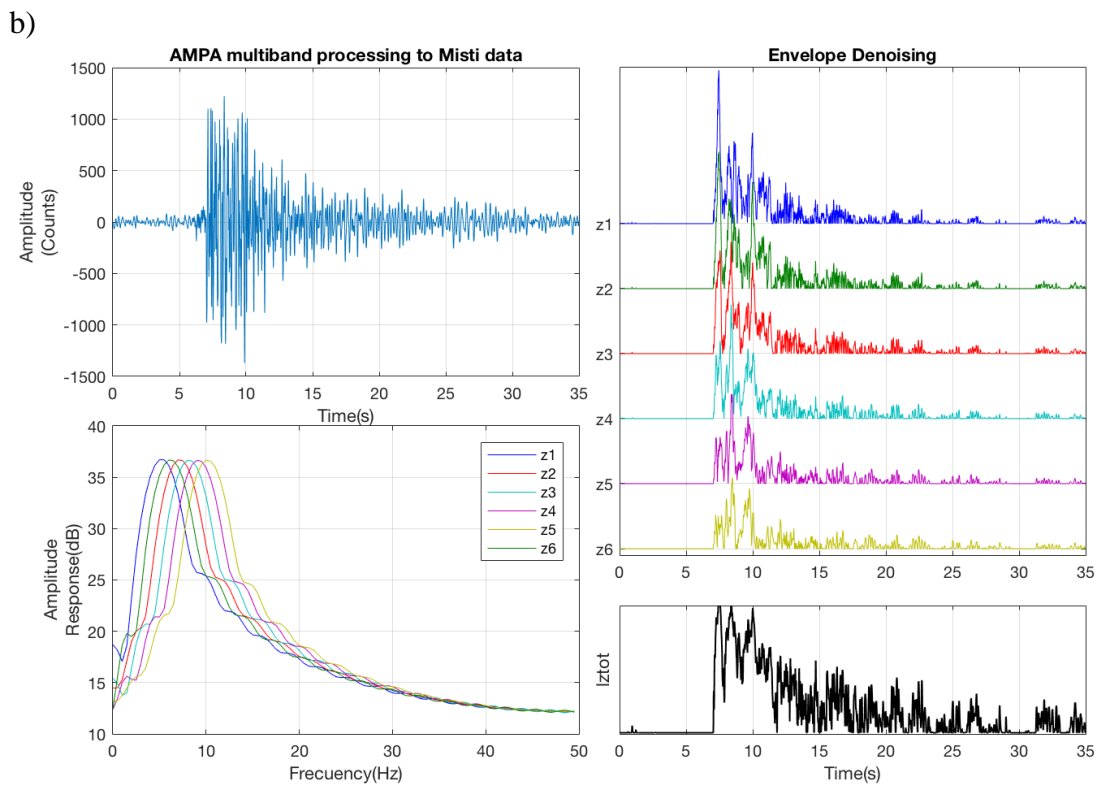 b)
AMPA multiband processing to Misti data
Amplitude
(Counts)
1500
1000
500
0
-500
-1000
-1500
0 5 10 15 20 25 30 35
Time(s)
Amplitude
Response(dB)
40
35
30
25
20
15
10
z1
z2
z3
z4
z5
z6
0 10 20 30 40 50
Frecuency(Hz)
Envelope Denoising
z1
z2
z3
z4
z5
z6
0 5 10 15 20 25 30 35
Iztot
0 5 10 15 20 25 30 35
Time(s)